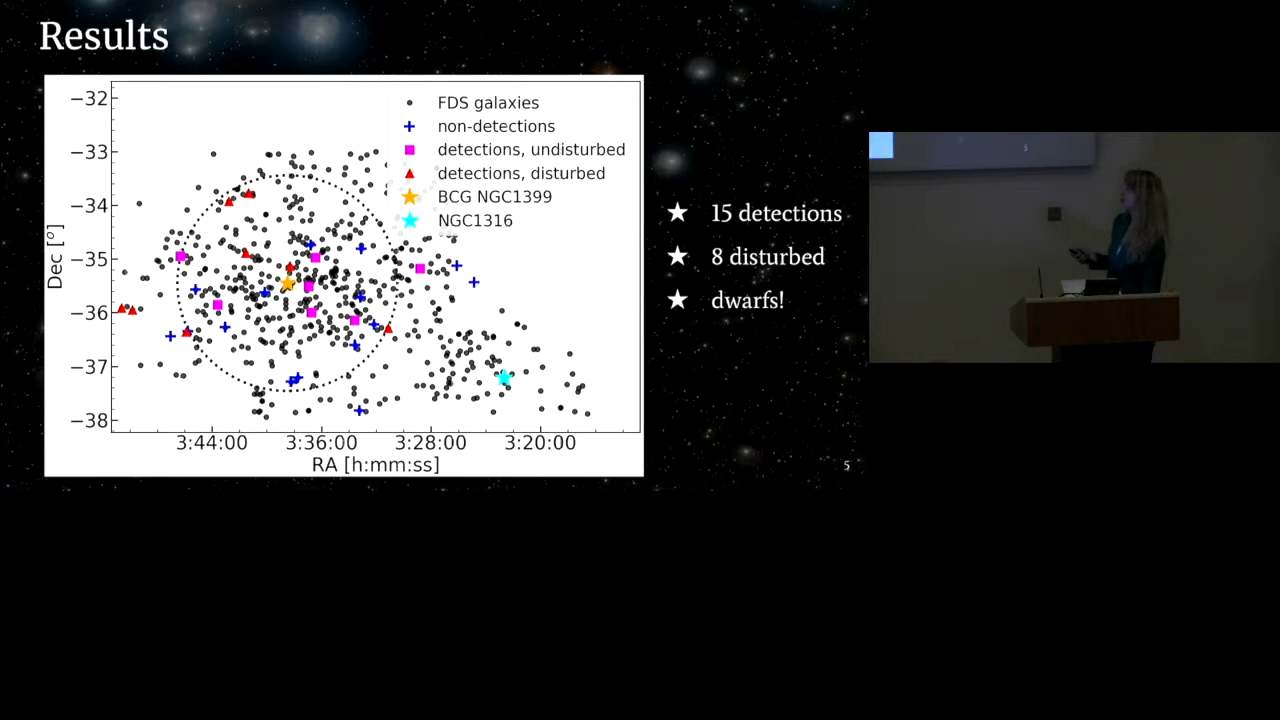 Results
−32
−33
−34
−35
−36
−37
−38
Dec [°]
FDS galaxies
non-detections
detections, undisturbed
detections, disturbed
BCG NGC1399
NGC1316
3:44:00 3:36:00 3:28:00 3:20:00
RA [h:mm:ss]
15 detections
8 disturbed
dwarfs!
5
5